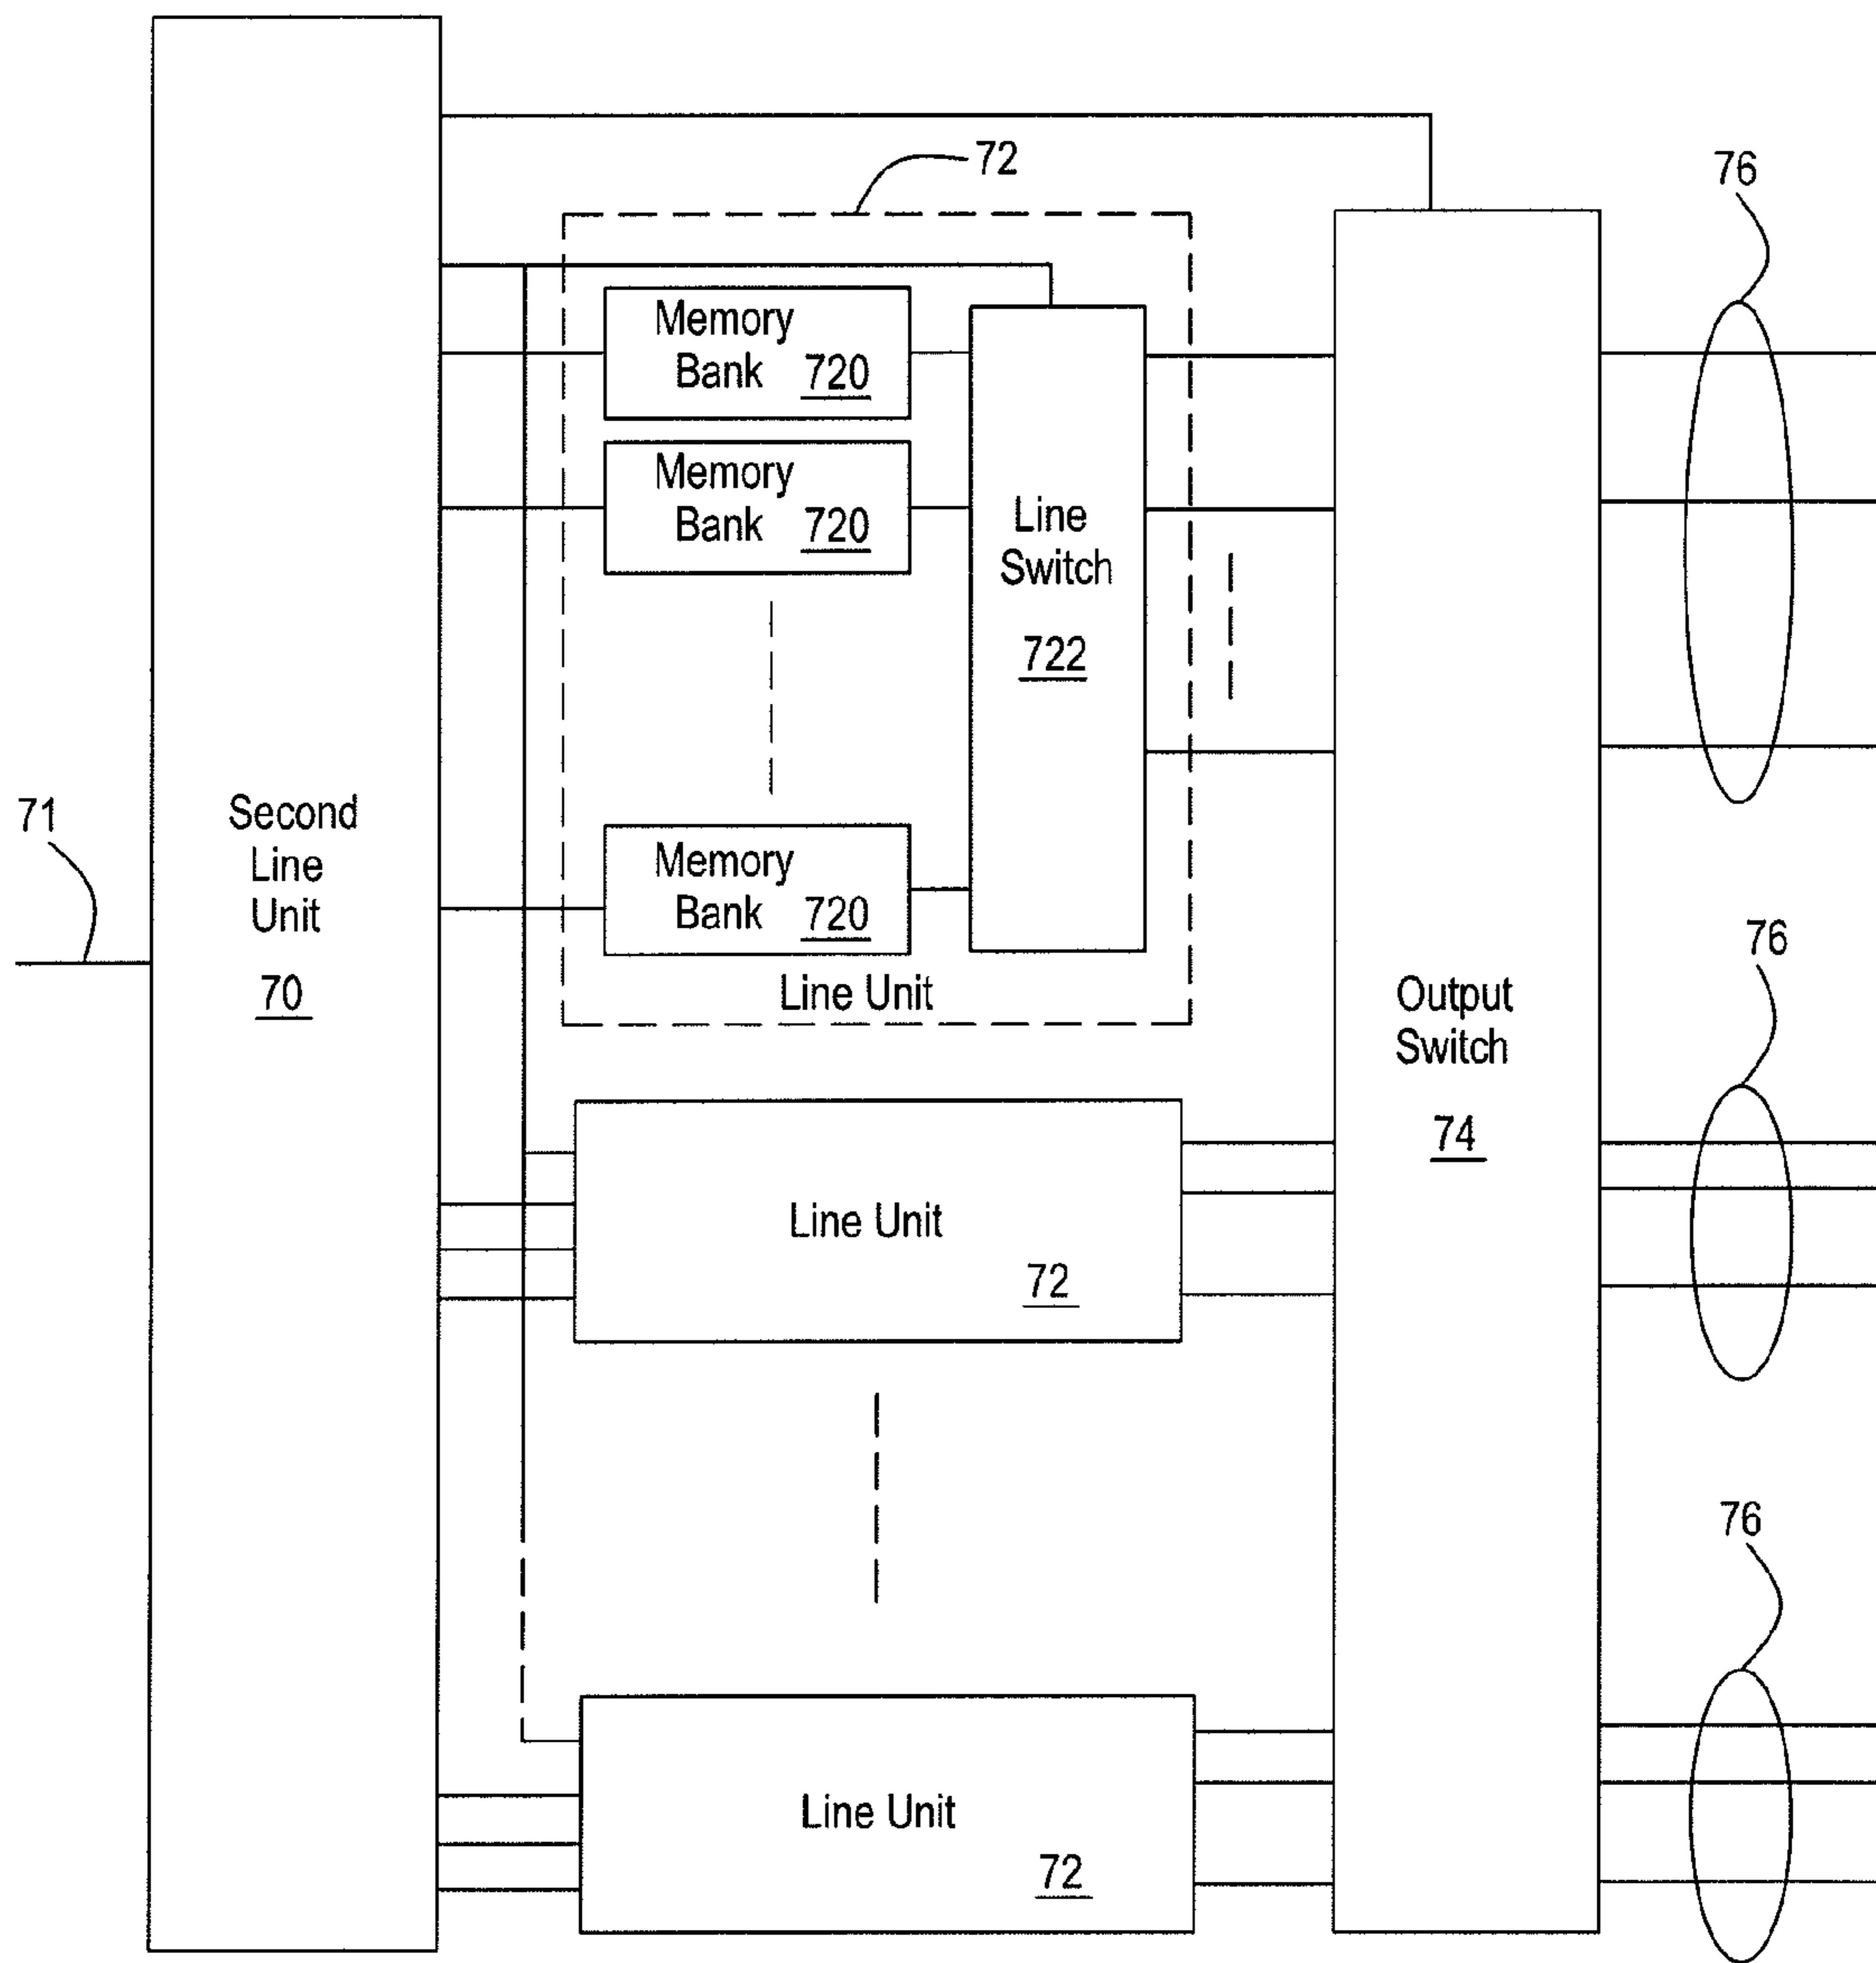 72
76
Memory
Bank 720
Memory
Bank 720
Line
Switch
722
71
Second
Line
Unit
70
Memory
Bank 720
Line Unit
76
Output
Switch
74
Line Unit
72
76
Line Unit
72